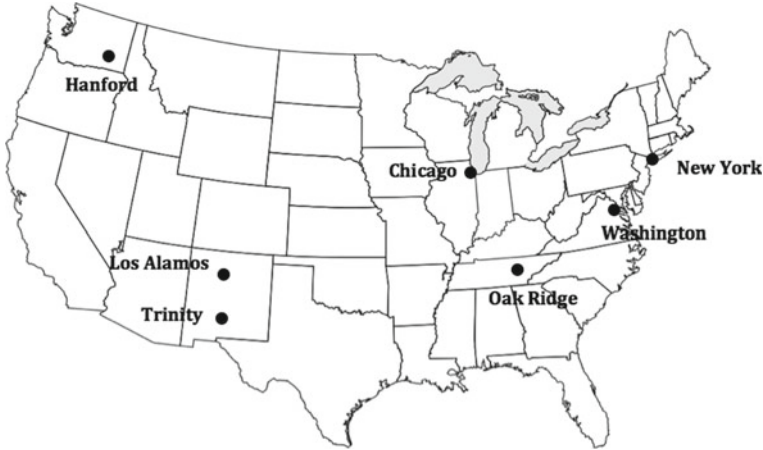 Hanford
Chicago
New York
Washington
Los Alamos
Oak Ridge
Trinity